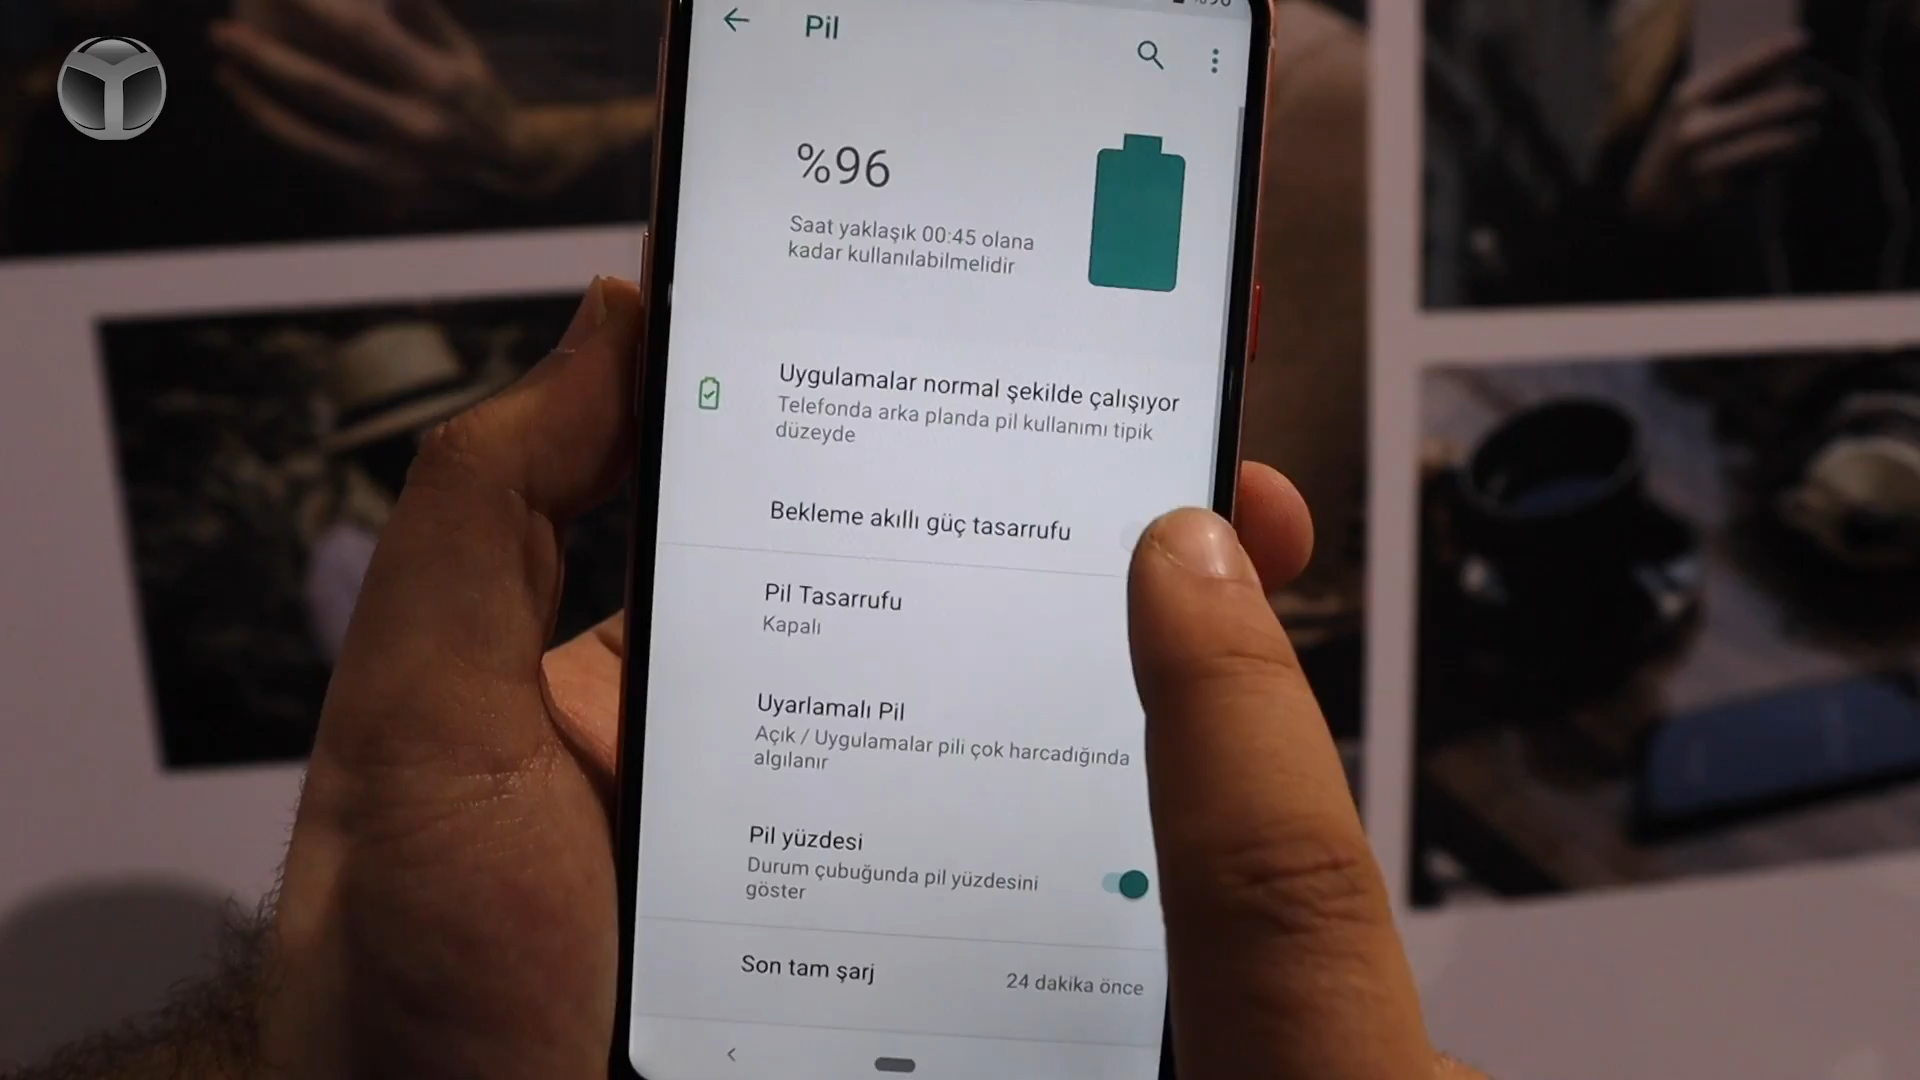 Pil
%96
Saat yaklaşık 00:45 olana
kadar kullanılabilmelidir
Uygulamalar normal şekilde çalışıyor
Telefonda arka planda pil kullanımı tipik
düzeyde
Bekleme akıllı güç tasarrufu
Pil Tasarrufu
Kapalı
Uyarlamalı Pil
Açık / Uygulamalar pili çok harcadığında
algılanır
Pil yüzdesi
Durum çubuğunda pil yüzdesini
göster
Son tam şarj
24 dakika önce